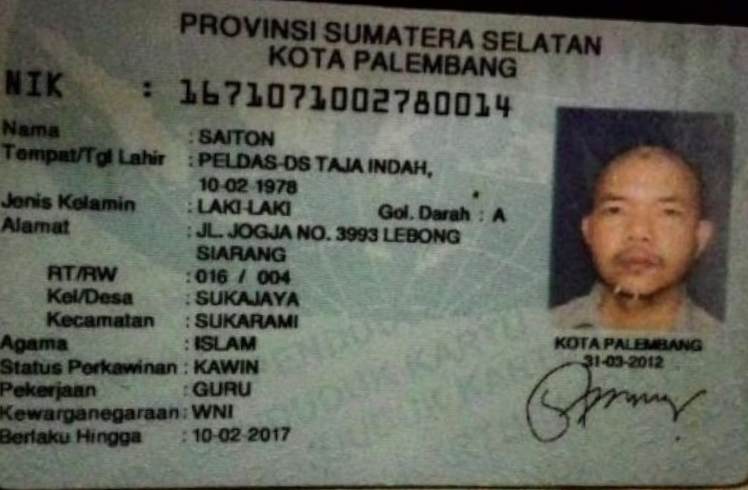 PROVINSI SUMATERA SELATAN
KOTA PALEMBANG
NIK : 1671071002780014
Nama : SAITON
Tempat/Tgl Lahir : PELDAS-DS TAJA INDAH,
10-02-1978
Jenis Kelamin : LAKI-LAKI Gol. Darah : A
Alamat : JL. JOGJA NO. 3993 LEBONG
SIARANG
RT/RW : 016 / 004
Kel/Desa : SUKAJAYA
Kecamatan : SUKARAMI
Agama : ISLAM
Status Perkawinan : KAWIN
Pekerjaan : GURU
Kewarganegaraan : WNI
Berlaku Hingga : 10-02-2017
KOTA PALEMBANG
31-03-2012